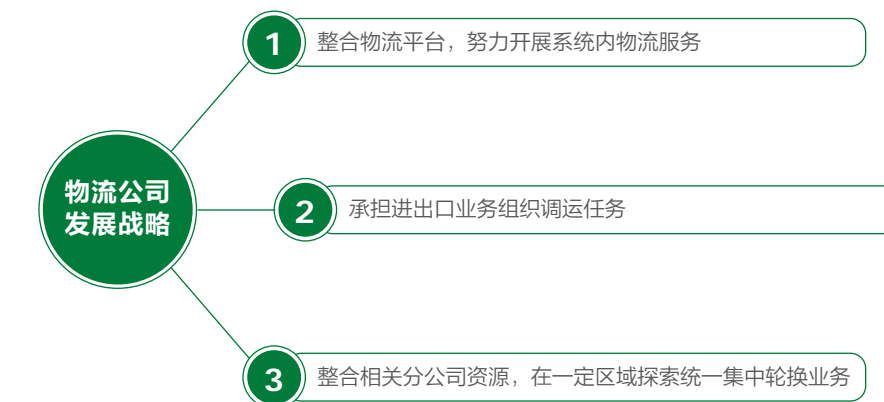 1
整合物流平台，努力开展系统内物流服务
物流公司
发展战略
2
承担进出口业务组织调运任务
3
整合相关分公司资源，在一定区域探索统一集中轮换业务